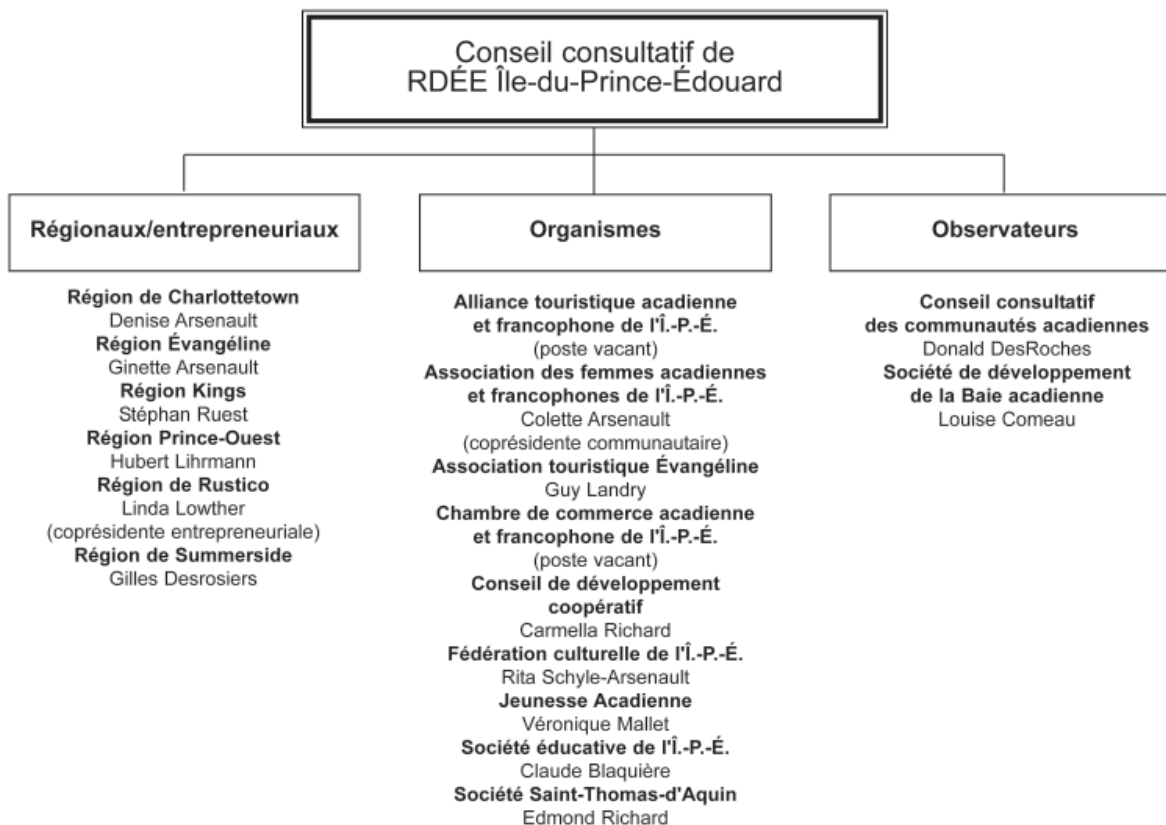 Conseil consultatif de
RDÉE Île-du-Prince-Édouard
Régionaux/entrepreneuriaux
Région de Charlottetown
Denise Arsenault
Région Évangéline
Ginette Arsenault
Région Kings
Stéphan Ruest
Région Prince-Ouest
Hubert Lihrmann
Région de Rustico
Linda Lowther
(coprésidente entrepreneuriale)
Région de Summerside
Gilles Desrosiers
Organismes
Alliance touristique acadienne
et francophone de l'Î.-P.-É.
(poste vacant)
Association des femmes acadiennes
et francophones de l'Î.-P.-É.
Colette Arsenault
(coprésidente communautaire)
Association touristique Évangéline
Guy Landry
Chambre de commerce acadienne
et francophone de l'Î.-P.-É.
(poste vacant)
Conseil de développement
coopératif
Carmella Richard
Fédération culturelle de l'Î.-P.-É.
Rita Schyle-Arsenault
Jeunesse Acadienne
Véronique Mallet
Société éducative de l'Î.-P.-É.
Claude Blaquière
Société Saint-Thomas-d'Aquin
Edmond Richard
Observateurs
Conseil consultatif
des communautés acadiennes
Donald DesRoches
Société de développement
de la Baie acadienne
Louise Comeau